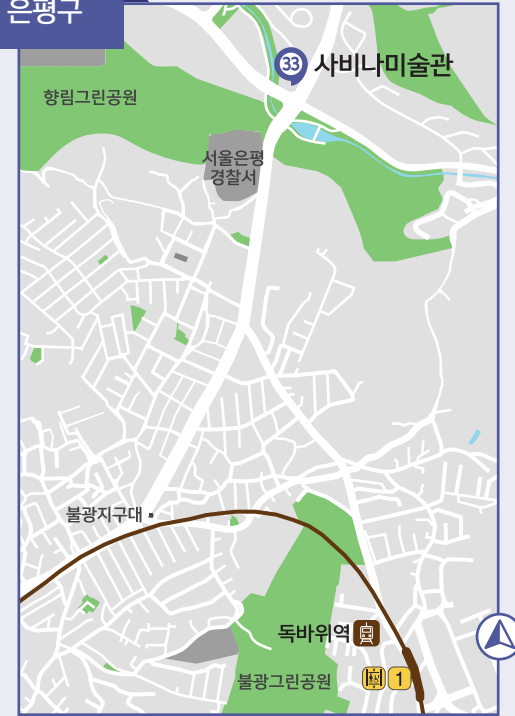 은평구
33 사비나미술관
향림그린공원
서울은평
경찰서
불광지구대
독바위역
1
불광그린공원